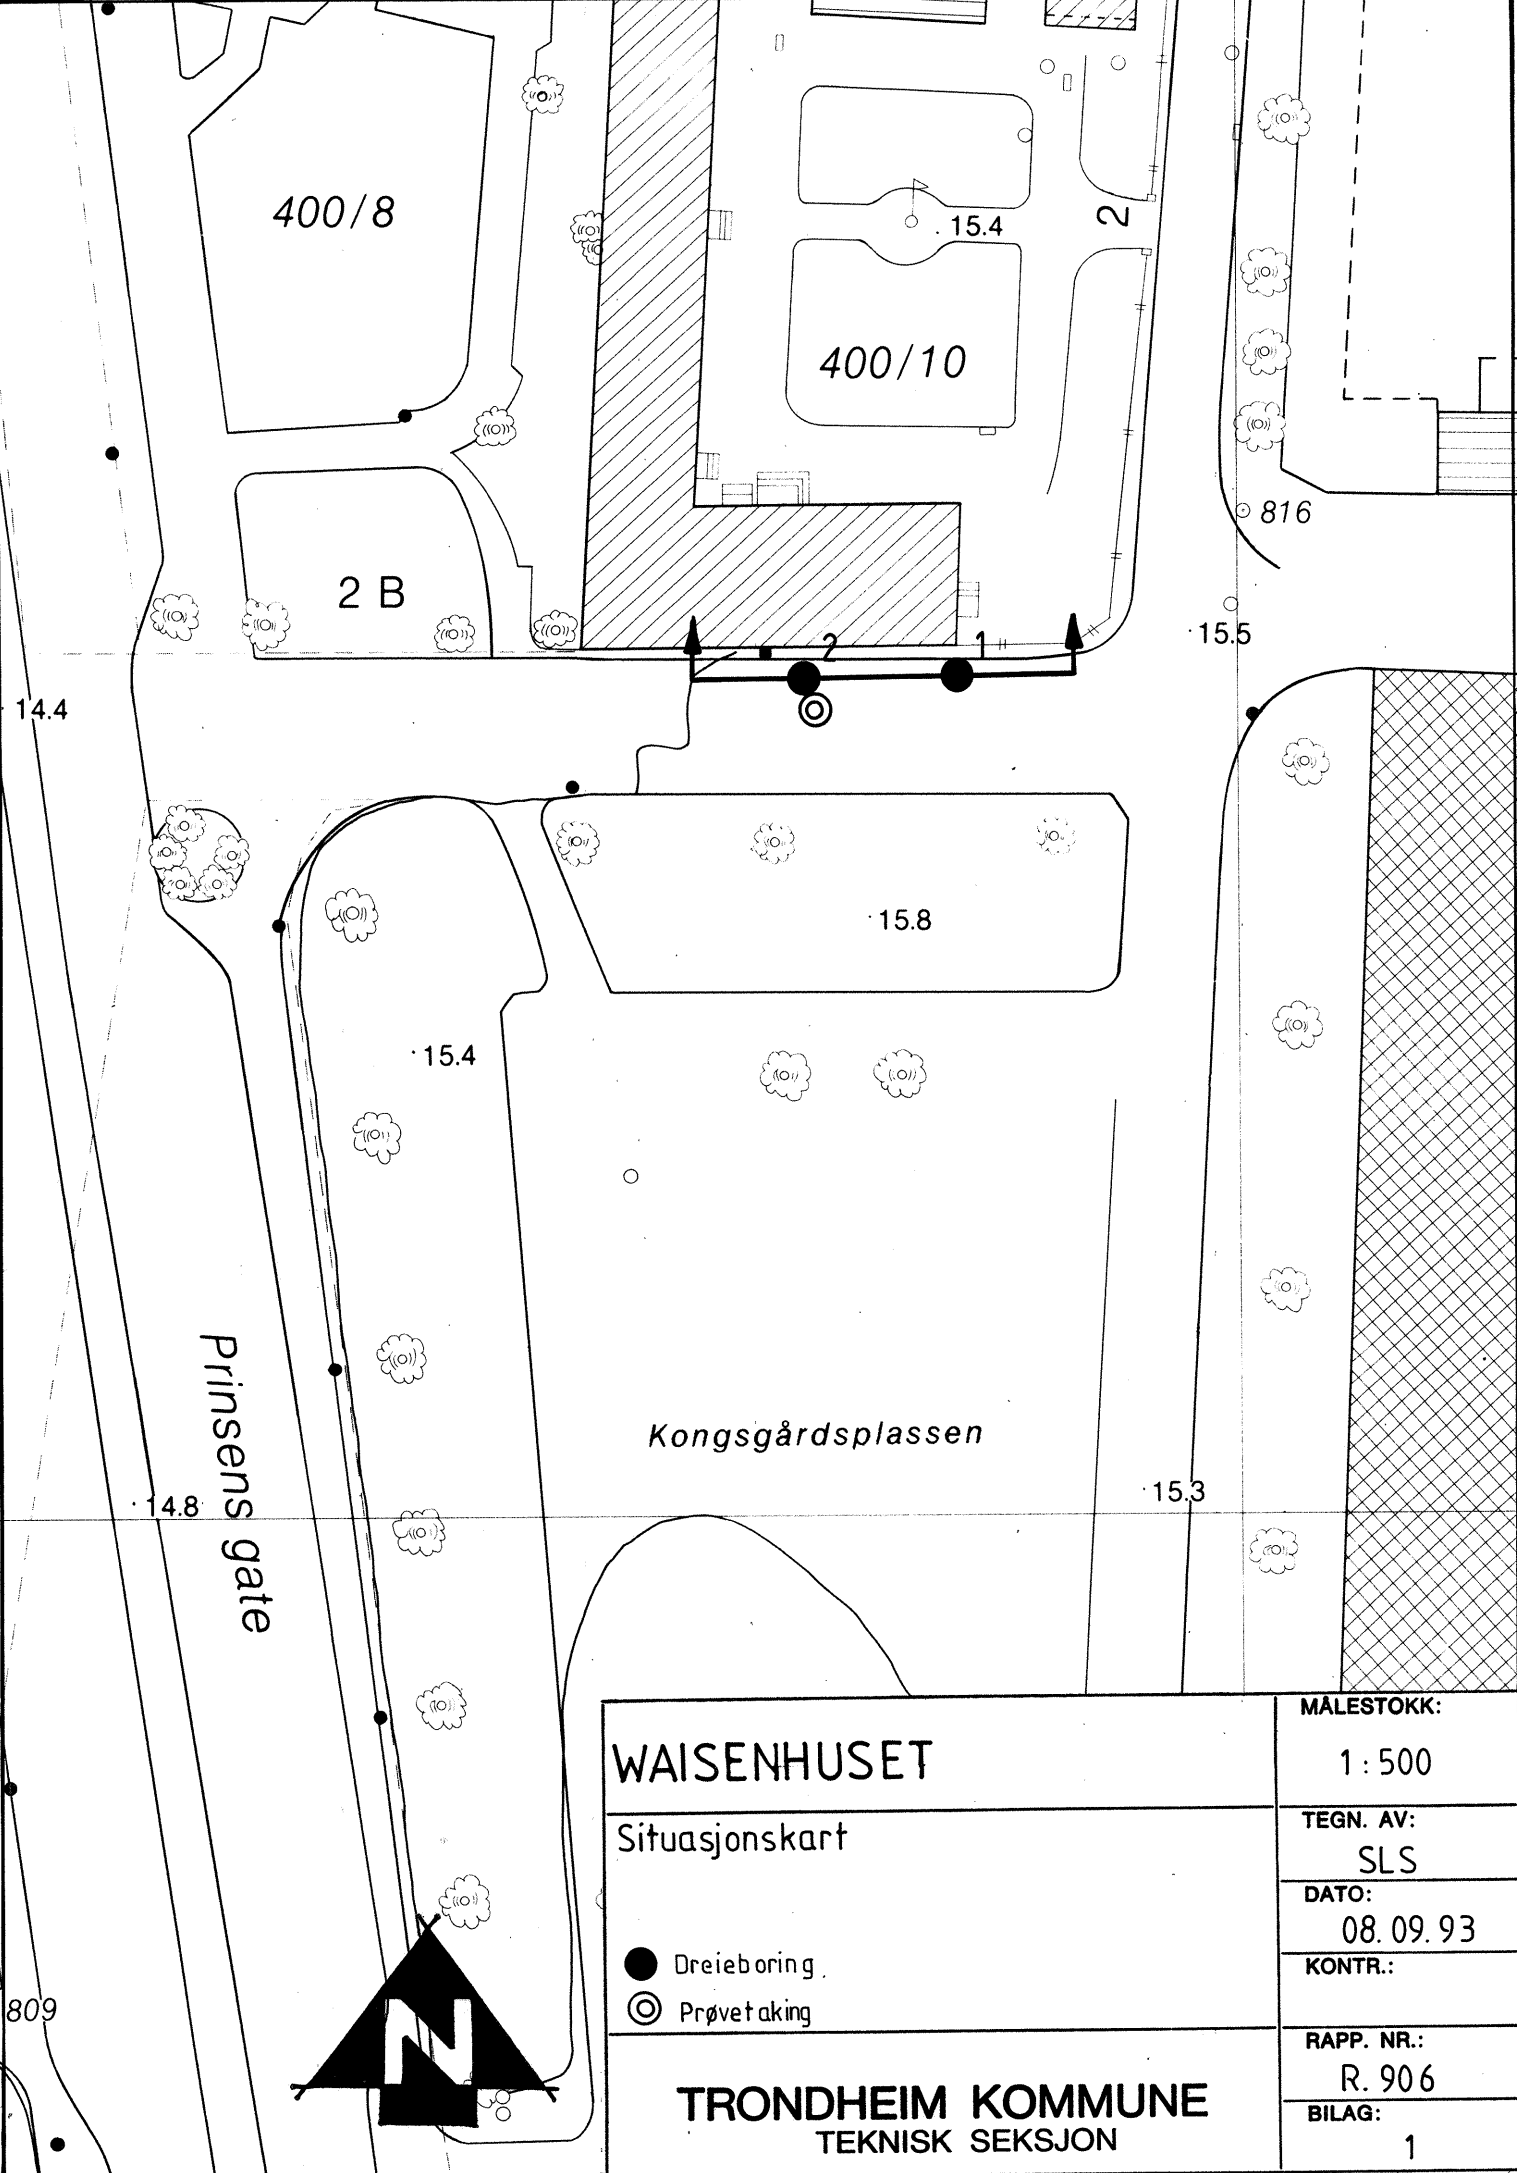 400/8
15.4
2
400/10
816
2 B
2
1
15.5
14.4
15.8
15.4
Kongsgårdsplassen
15.3
14.8
Prinsens gate
809
N
WAISENHUSET
Situasjonskart
Dreieboring
Prøvetaking
TRONDHEIM KOMMUNE
TEKNISK SEKSJON
MÅLESTOKK:
1:500
TEGN. AV:
SLS
DATO:
08.09.93
KONTR.:
RAPP. NR.:
R. 906
BILAG:
1